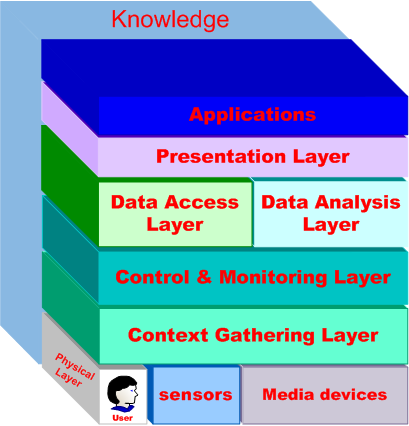 Knowledge
Applications
Presentation Layer
Data Access
Layer
Data Analysis
Layer
Control & Monitoring Layer
Context Gathering Layer
Physical
Layer
User
sensors
Media devices